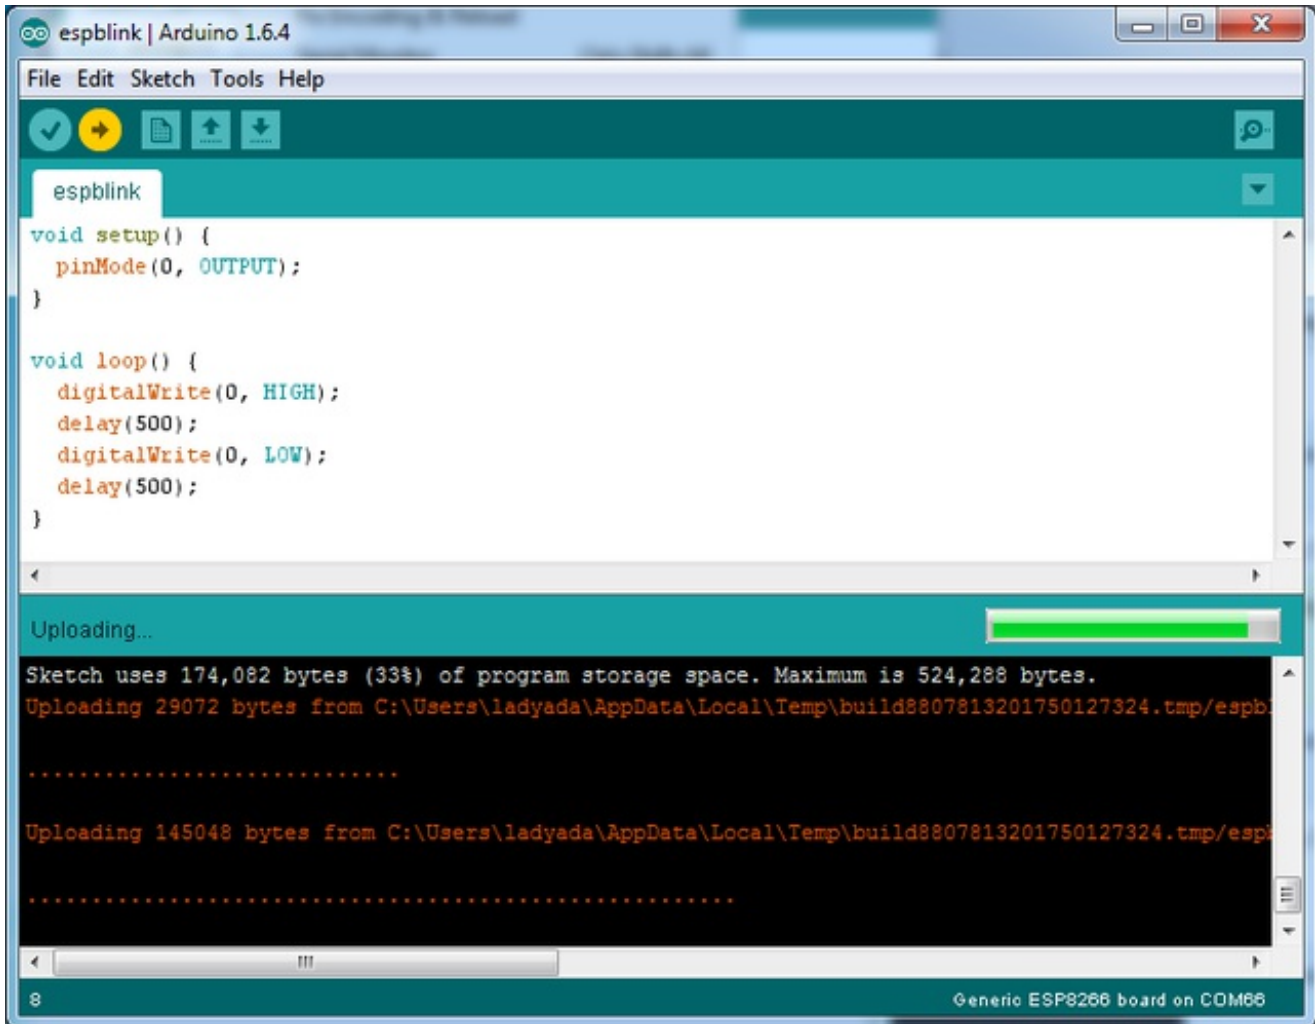 espblink | Arduino 1.6.4
File Edit Sketch Tools Help
espblink
void setup() {
  pinMode(0, OUTPUT);
}
void loop() {
  digitalWrite(0, HIGH);
  delay(500);
  digitalWrite(0, LOW);
  delay(500);
}
Uploading...
Sketch uses 174,082 bytes (33%) of program storage space. Maximum is 524,288 bytes.
Uploading 29072 bytes from C:\Users\ladyada\AppData\Local\Temp\build8807813201750127324.tmp/espb
.............................
Uploading 145048 bytes from C:\Users\ladyada\AppData\Local\Temp\build8807813201750127324.tmp/esp
.......................................................
8
Generic ESP8266 board on COM66